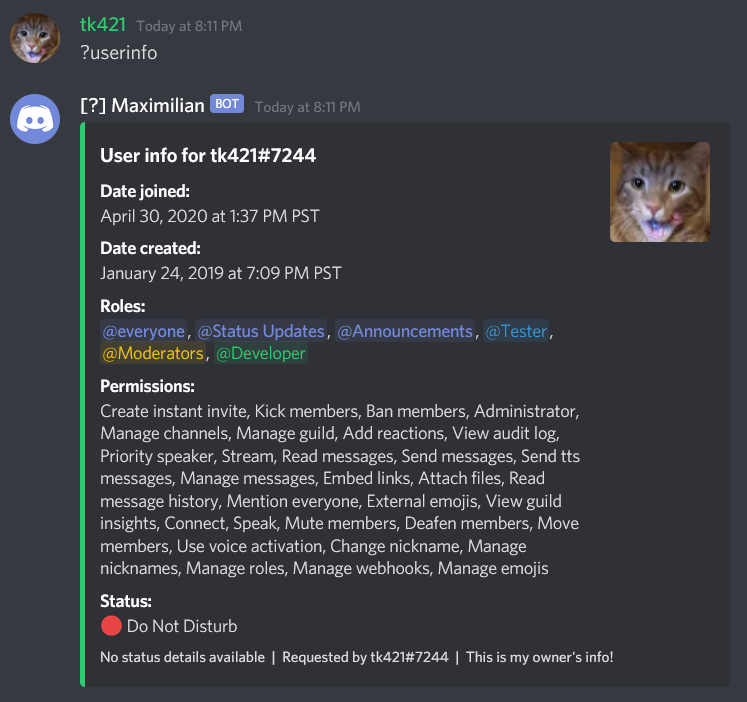 tk421 Today at 8:11 PM
?userinfo
[?] Maximilian BOT Today at 8:11 PM
User info for tk421#7244
Date joined:
April 30, 2020 at 1:37 PM PST
Date created:
January 24, 2019 at 7:09 PM PST
Roles:
@everyone, @Status Updates, @Announcements, @Tester,
@Moderators, @Developer
Permissions:
Create instant invite, Kick members, Ban members, Administrator,
Manage channels, Manage guild, Add reactions, View audit log,
Priority speaker, Stream, Read messages, Send messages, Send tts
messages, Manage messages, Embed links, Attach files, Read
message history, Mention everyone, External emojis, View guild
insights, Connect, Speak, Mute members, Deafen members, Move
members, Use voice activation, Change nickname, Manage
nicknames, Manage roles, Manage webhooks, Manage emojis
Status:
Do Not Disturb
No status details available | Requested by tk421#7244 | This is my owner's info!